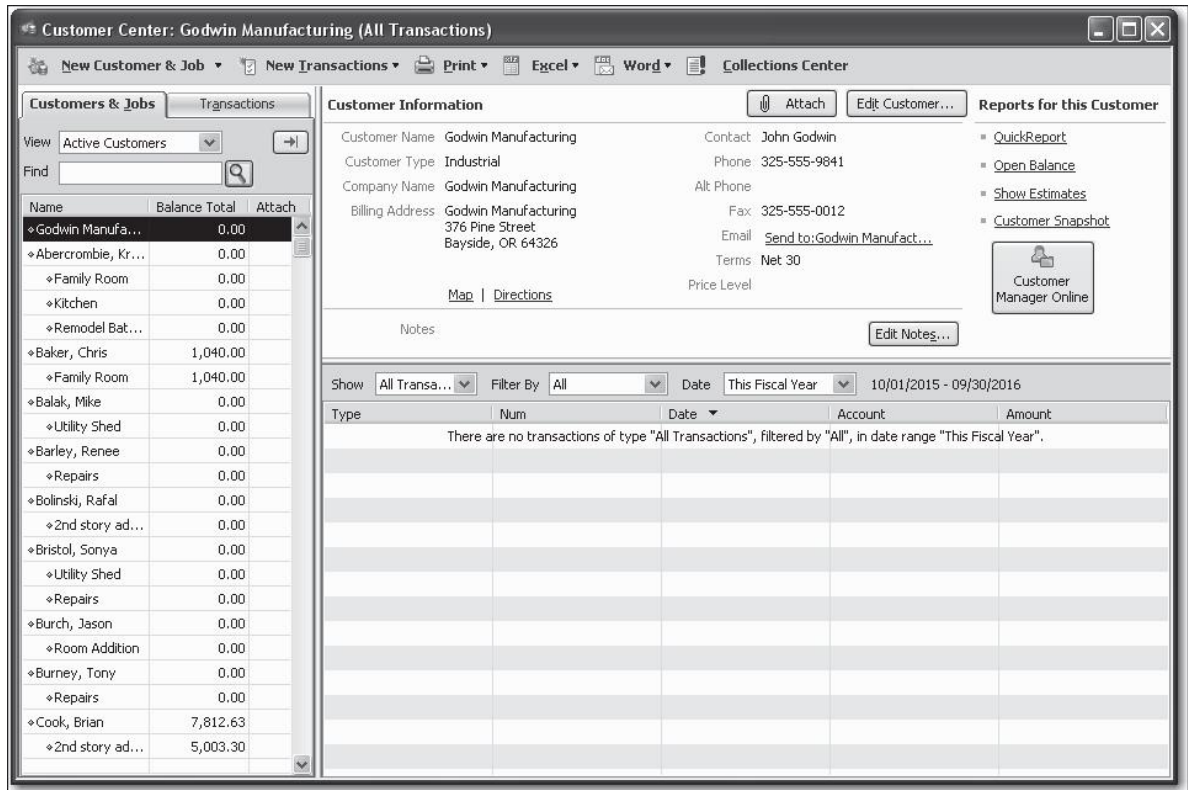 Customer Center: Godwin Manufacturing (All Transactions)
New Customer & Job New Transactions Print Excel Word Collections Center
Customers & Jobs Transactions
View Active Customers
Find
Name Balance Total Attach
Godwin Manufa... 0.00
Abercrombie, Kr... 0.00
Family Room 0.00
Kitchen 0.00
Remodel Bat... 0.00
Baker, Chris 1,040.00
Family Room 1,040.00
Balak, Mike 0.00
Utility Shed 0.00
Barley, Renee 0.00
Repairs 0.00
Bolinski, Rafal 0.00
2nd story ad... 0.00
Bristol, Sonya 0.00
Utility Shed 0.00
Repairs 0.00
Burch, Jason 0.00
Room Addition 0.00
Burney, Tony 0.00
Repairs 0.00
Cook, Brian 7,812.63
2nd story ad... 5,003.30
Customer Information Attach Edit Customer...
Customer Name Godwin Manufacturing
Customer Type Industrial
Company Name Godwin Manufacturing
Billing Address Godwin Manufacturing
376 Pine Street
Bayside, OR 64326
Map | Directions
Contact John Godwin
Phone 325-555-9841
Alt Phone
Fax 325-555-0012
Email Send to:Godwin Manufact...
Terms Net 30
Price Level
Notes Edit Notes...
Reports for this Customer
QuickReport
Open Balance
Show Estimates
Customer Snapshot
Customer
Manager Online
Show All Transa... Filter By All Date This Fiscal Year 10/01/2015 - 09/30/2016
Type Num Date Account Amount
There are no transactions of type "All Transactions", filtered by "All", in date range "This Fiscal Year".